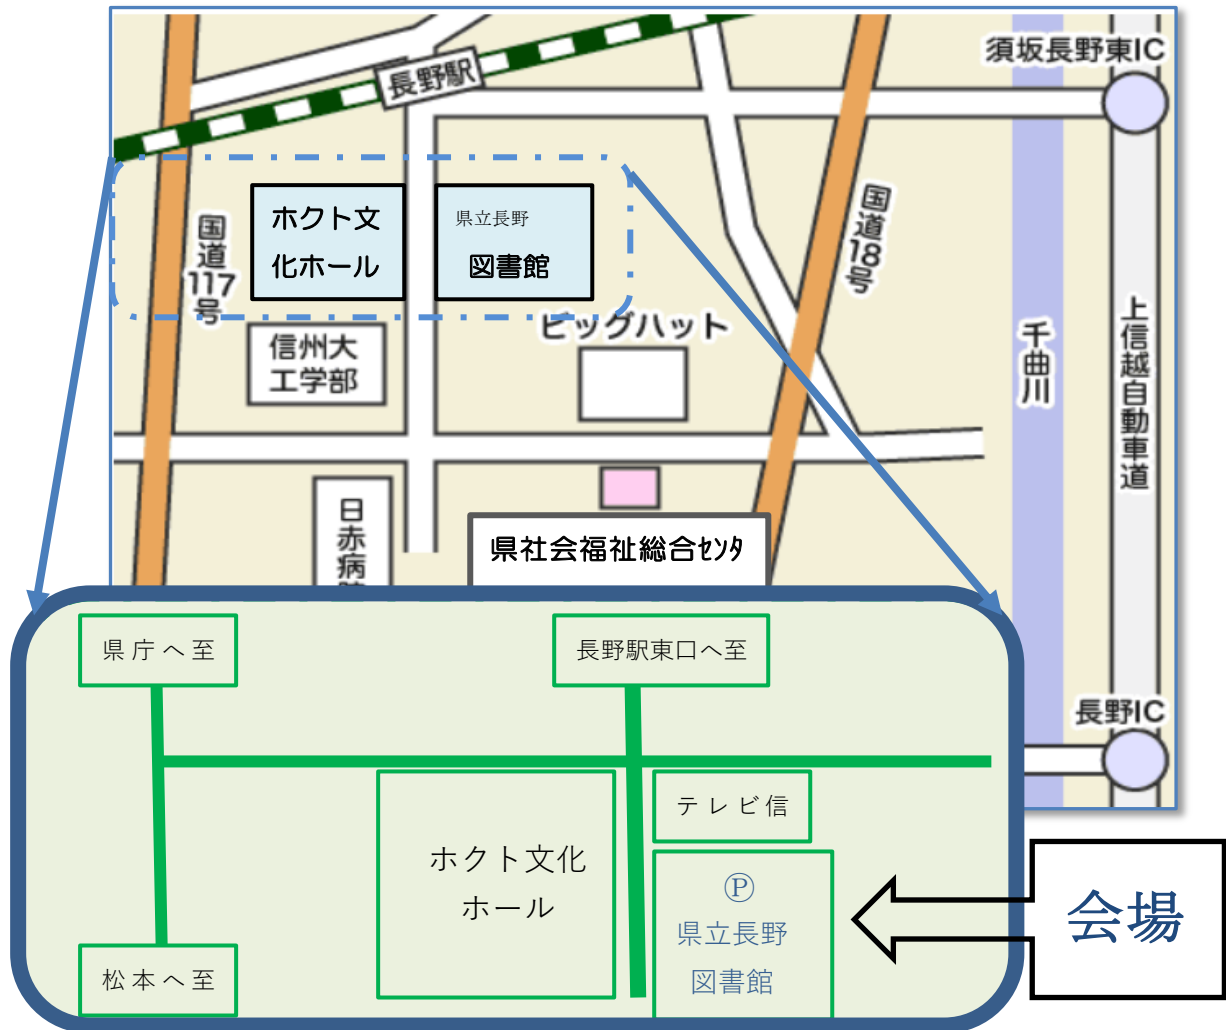 須坂長野東IC
長野駅
ホクト文
化ホール
県立長野
図書館
国道117号
国道18号
ビッグハット
信州大
工学部
千曲川
上信越自動車道
日赤病
県社会福祉総合ｾﾝﾀ
県庁へ至
長野駅東口へ至
長野IC
テレビ信
ホクト文化
ホール
Ⓟ
県立長野
図書館
会場
松本へ至